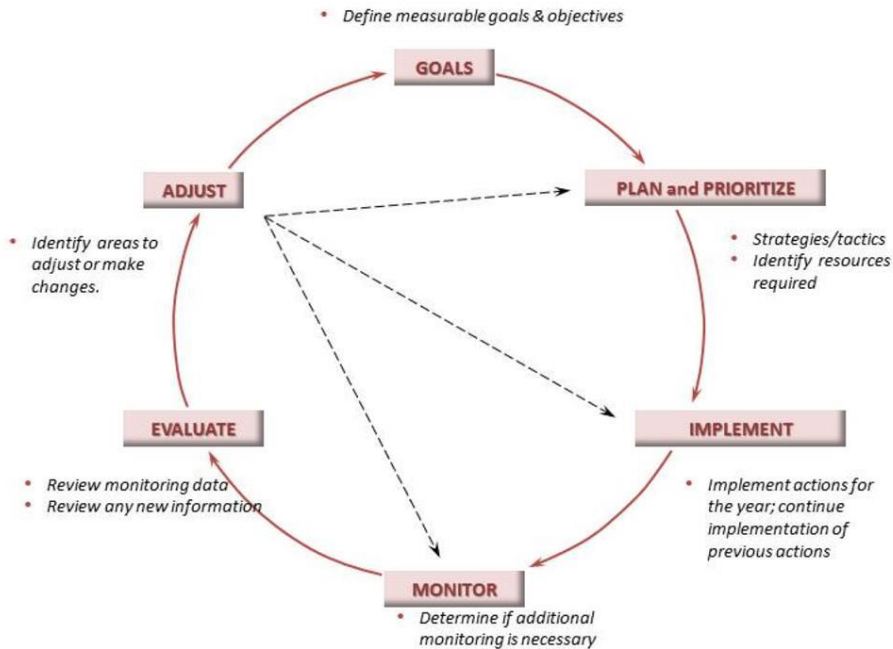 • Define measurable goals & objectives
GOALS
ADJUST
PLAN and PRIORITIZE
• Identify areas to
adjust or make
changes.
• Strategies/tactics
• Identify resources
required
EVALUATE
IMPLEMENT
• Review monitoring data
• Review any new information
• Implement actions for
the year; continue
implementation of
previous actions
MONITOR
• Determine if additional
monitoring is necessary